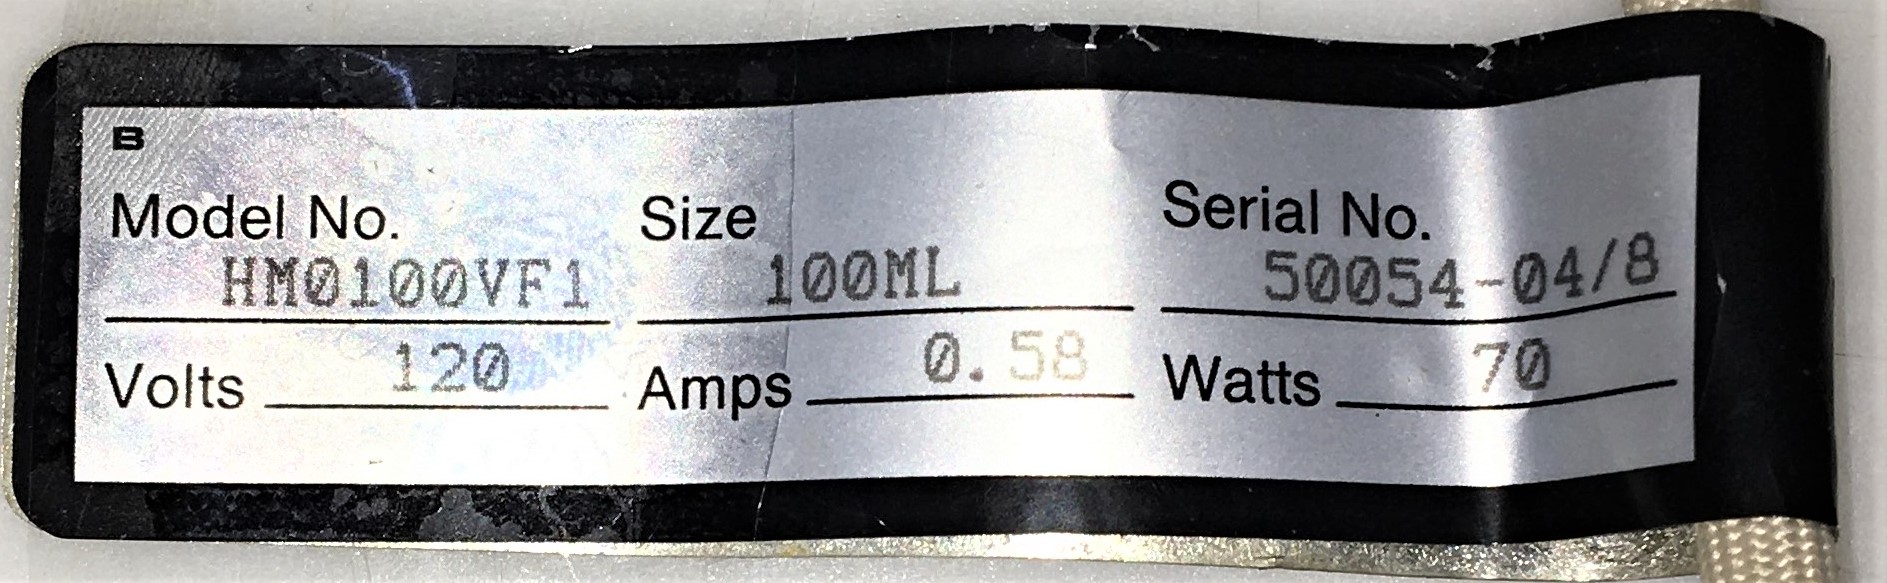 B
Model No. Size Serial No.
HM0100VF1 100ML 50054-04/8
Volts 120 Amps 0.58 Watts 70